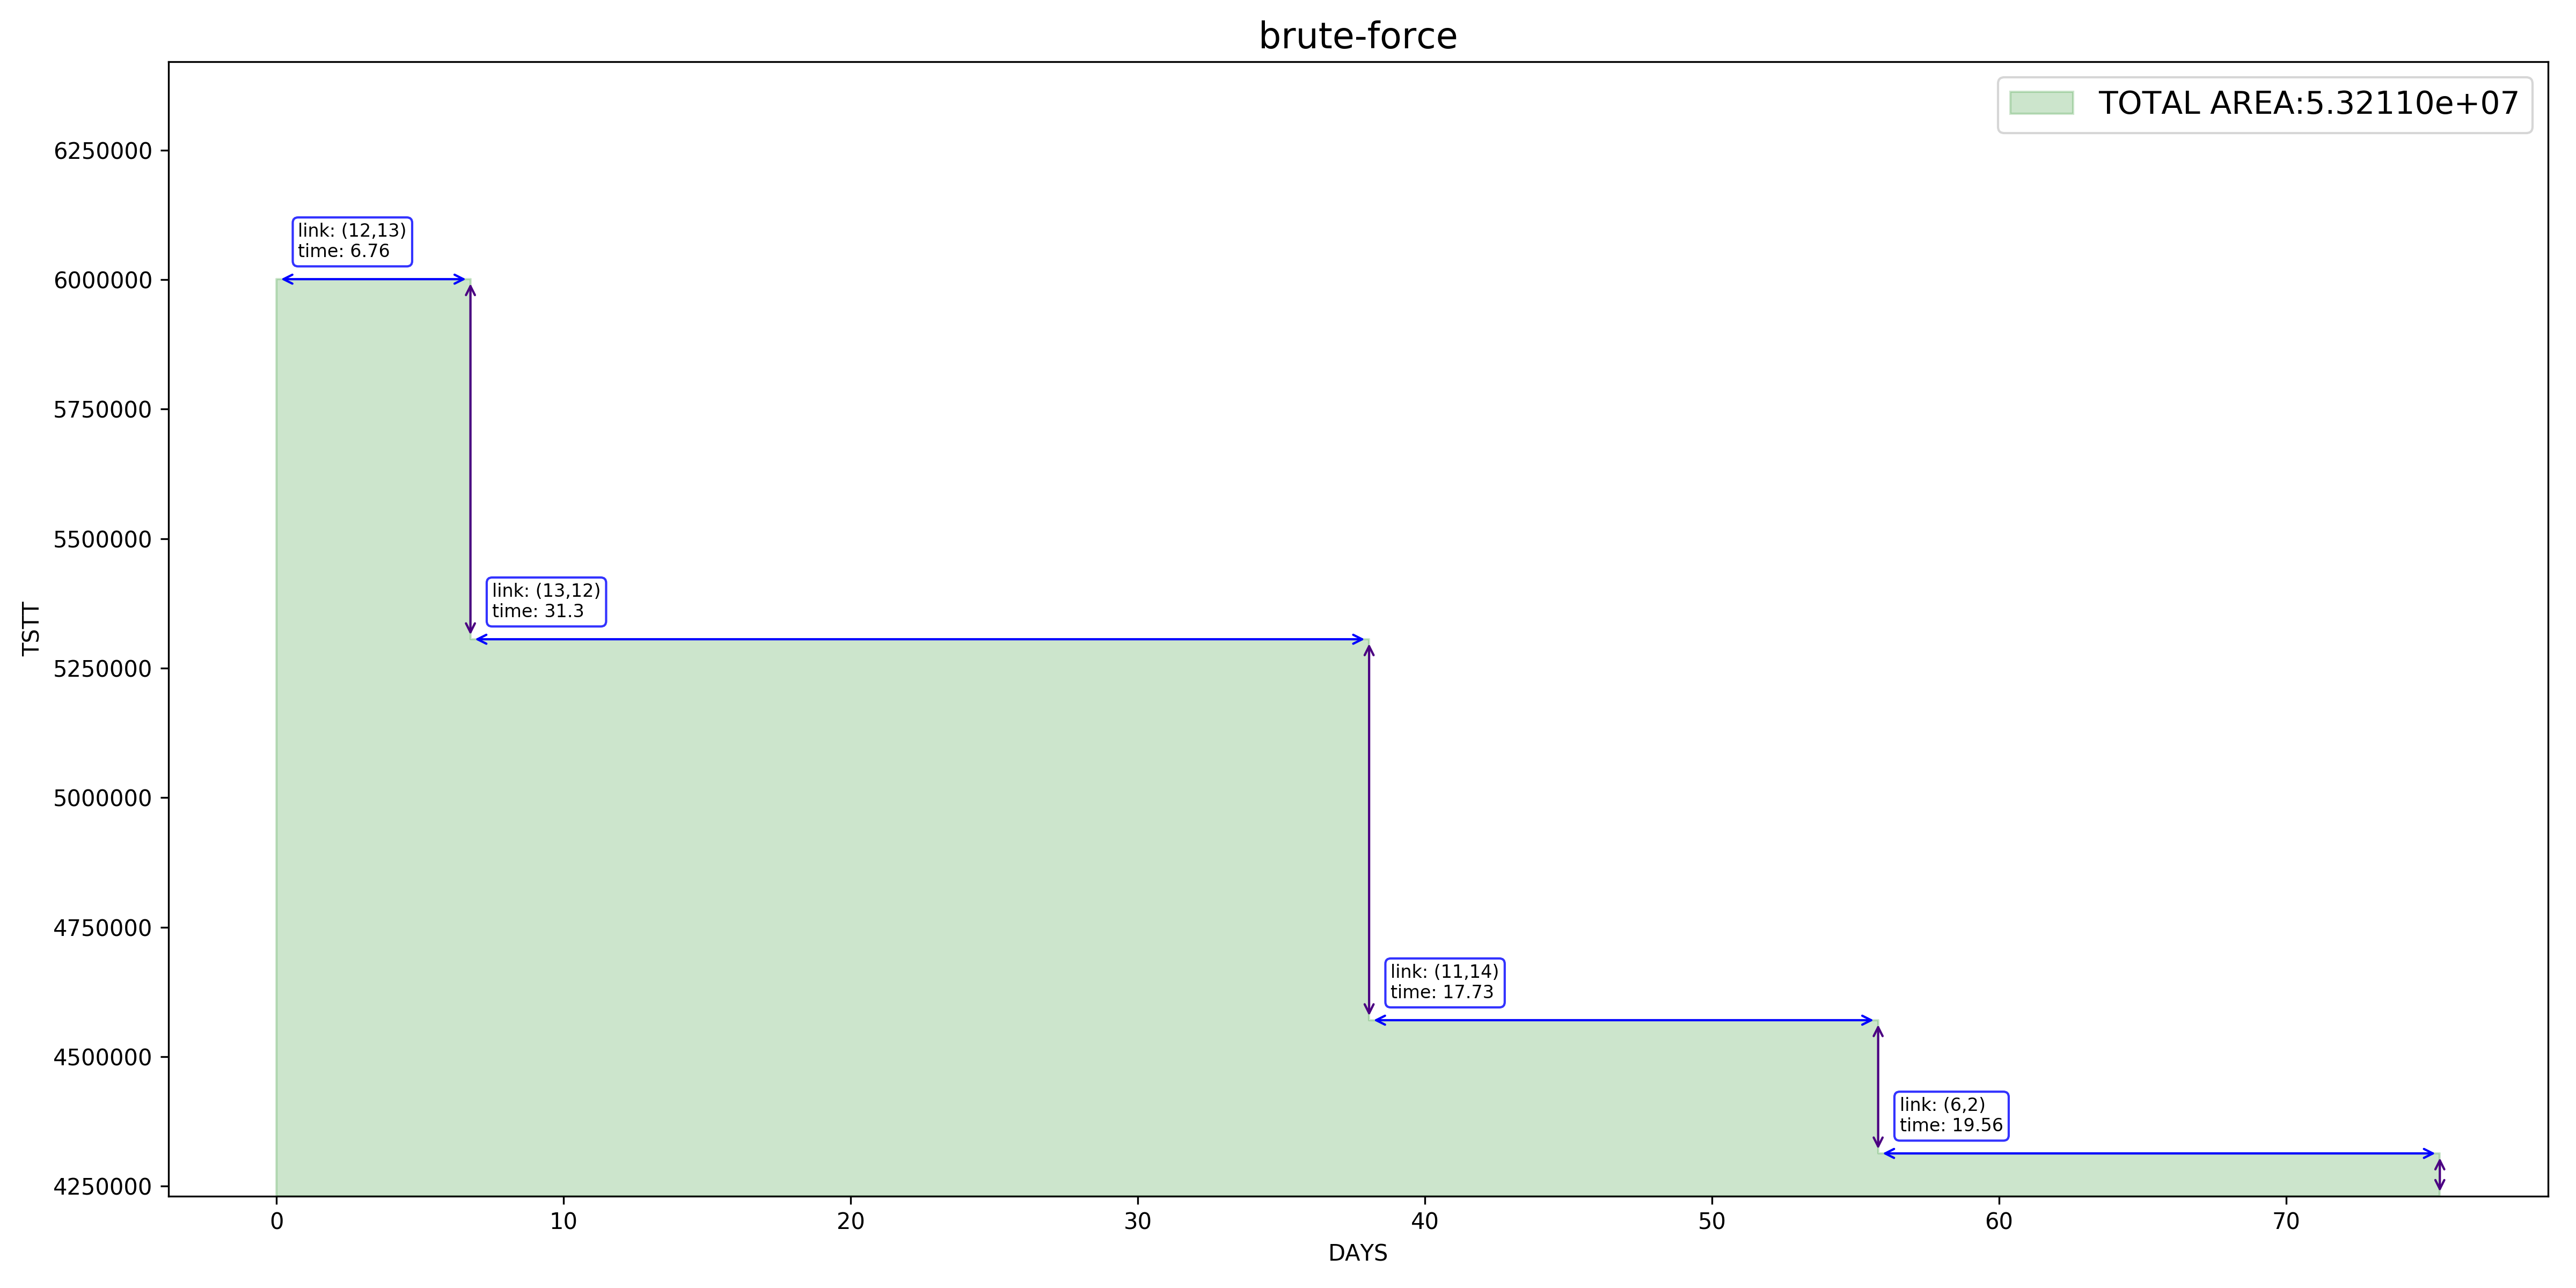 brute-force
TOTAL AREA:5.32110e+07
6250000
6000000
5750000
5500000
5250000
5000000
4750000
4500000
4250000
TSTT
link: (12,13)
time: 6.76
link: (13,12)
time: 31.3
link: (11,14)
time: 17.73
link: (6,2)
time: 19.56
0 10 20 30 40 50 60 70
DAYS